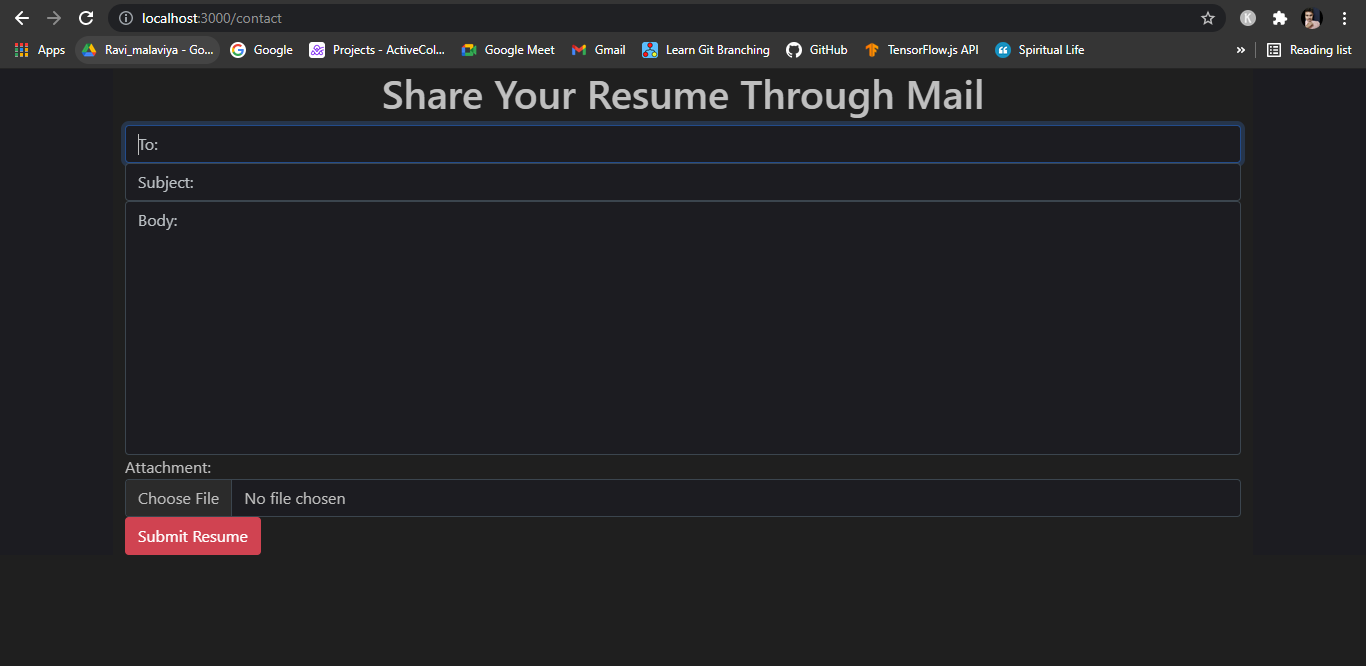 localhost:3000/contact
K
Apps Ravi_malaviya - Go... Google Projects - ActiveCol... Google Meet Gmail Learn Git Branching GitHub TensorFlow.js API Spiritual Life » Reading list
Share Your Resume Through Mail
To:
Subject:
Body:
Attachment:
Choose File No file chosen
Submit Resume